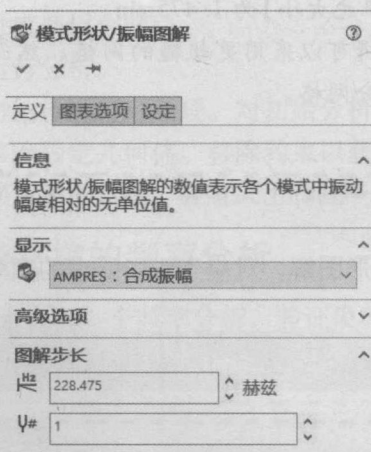 模式形状/振幅图解
定义 图表选项 设定
信息
模式形状/振幅图解的数值表示各个模式中振动
幅度相对的无单位值。
显示
AMPRES：合成振幅
高级选项
图解步长
Hz 228.475 赫兹
# 1